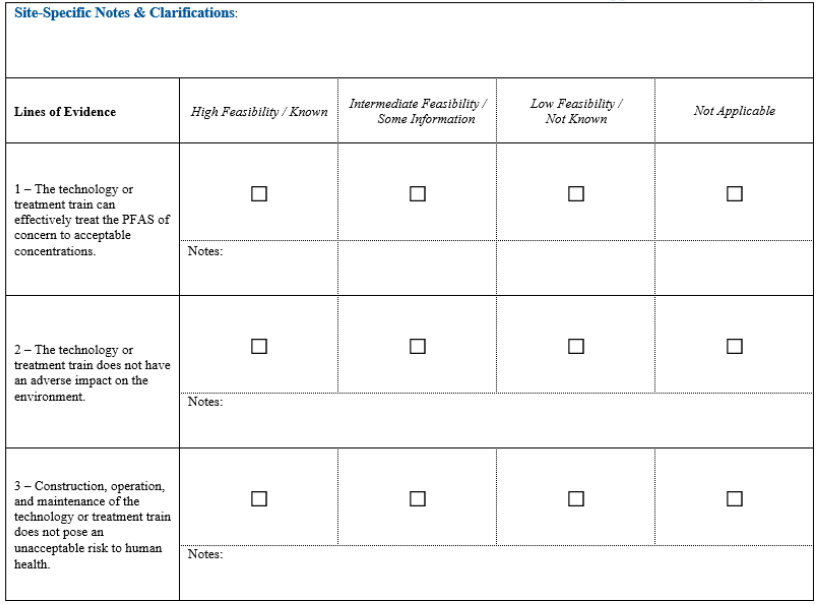 Site-Specific Notes & Clarifications:
Lines of Evidence
High Feasibility / Known
Intermediate Feasibility /
Some Information
Low Feasibility /
Not Known
Not Applicable
1 – The technology or
treatment train can
effectively treat the PFAS of
concern to acceptable
concentrations.
☐ ☐ ☐ ☐
Notes:
2 – The technology or
treatment train does not have
an adverse impact on the
environment.
☐ ☐ ☐ ☐
Notes:
3 – Construction, operation,
and maintenance of the
technology or treatment train
does not pose an
unacceptable risk to human
health.
☐ ☐ ☐ ☐
Notes: